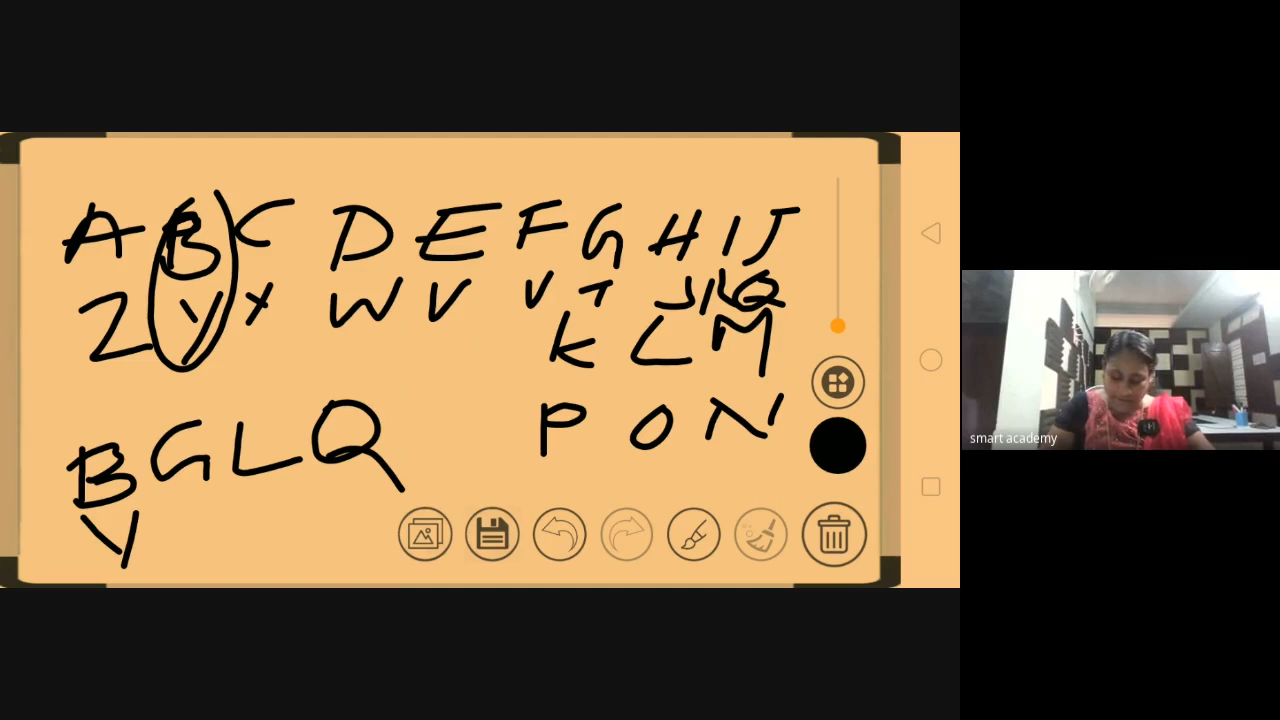 A B C D E F G H I J
Z Y X W V V T J R Q
K L M
P O N
B G L Q
Y
smart academy